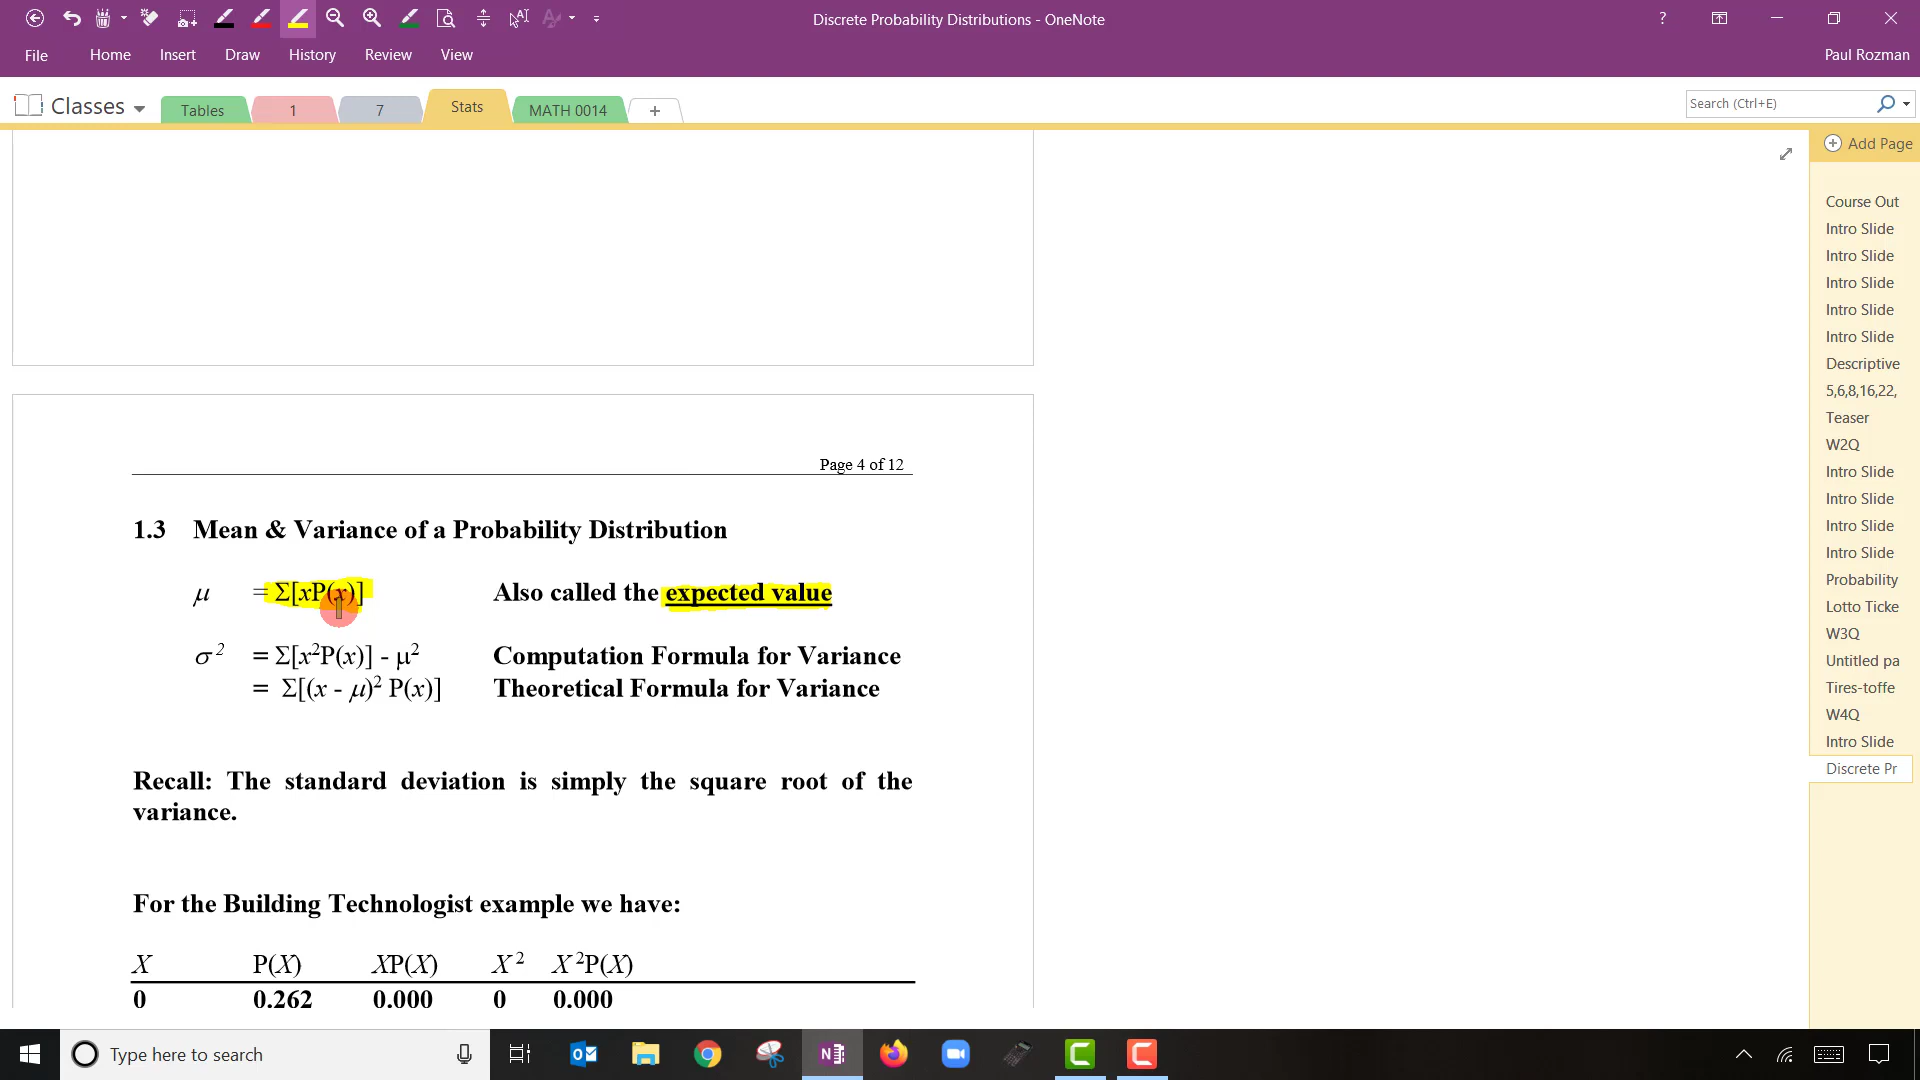 Discrete Probability Distributions - OneNote
?
File Home Insert Draw History Review View
Paul Rozman
Classes
Tables
1
7
Stats
MATH 0014
+
Search (Ctrl+E)
Add Page
Page 4 of 12
1.3 Mean & Variance of a Probability Distribution
μ = Σ[xP(x)] Also called the expected value
σ² = Σ[x²P(x)] - μ² Computation Formula for Variance
= Σ[(x - μ)² P(x)] Theoretical Formula for Variance
Recall: The standard deviation is simply the square root of the
variance.
For the Building Technologist example we have:
X P(X) XP(X) X² X²P(X)
0 0.262 0.000 0 0.000
Course Out
Intro Slide
Intro Slide
Intro Slide
Intro Slide
Intro Slide
Descriptive
5,6,8,16,22,
Teaser
W2Q
Intro Slide
Intro Slide
Intro Slide
Intro Slide
Probability
Lotto Ticke
W3Q
Untitled pa
Tires-toffe
W4Q
Intro Slide
Discrete Pr
Type here to search